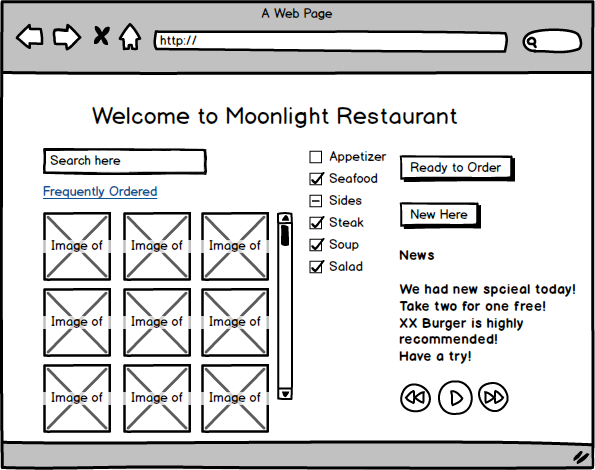 A Web Page
http://
Welcome to Moonlight Restaurant
Search here
Frequently Ordered
Image of Image of Image of
Image of Image of Image of
Image of Image of Image of
Appetizer
Seafood
Sides
Steak
Soup
Salad
Ready to Order
New Here
News
We had new spcieal today!
Take two for one free!
XX Burger is highly
recommended!
Have a try!